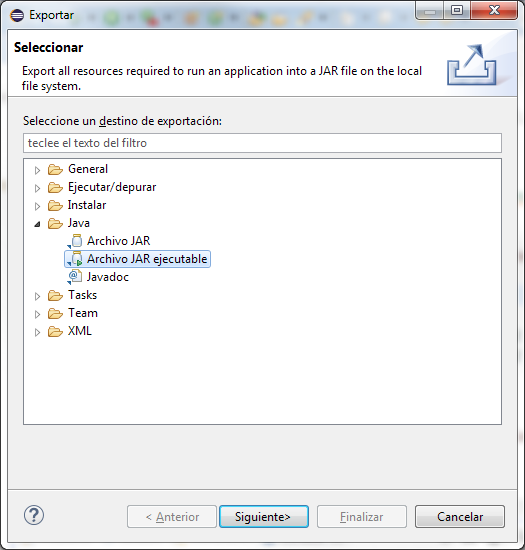 Exportar
Seleccionar
Export all resources required to run an application into a JAR file on the local
file system.
Seleccione un destino de exportación:
teclee el texto del filtro
General
Ejecutar/depurar
Instalar
Java
Archivo JAR
Archivo JAR ejecutable
Javadoc
Tasks
Team
XML
< Anterior
Siguiente>
Finalizar
Cancelar